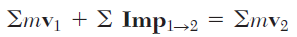 Σmv₁ + Σ Imp₁→₂ = Σmv₂